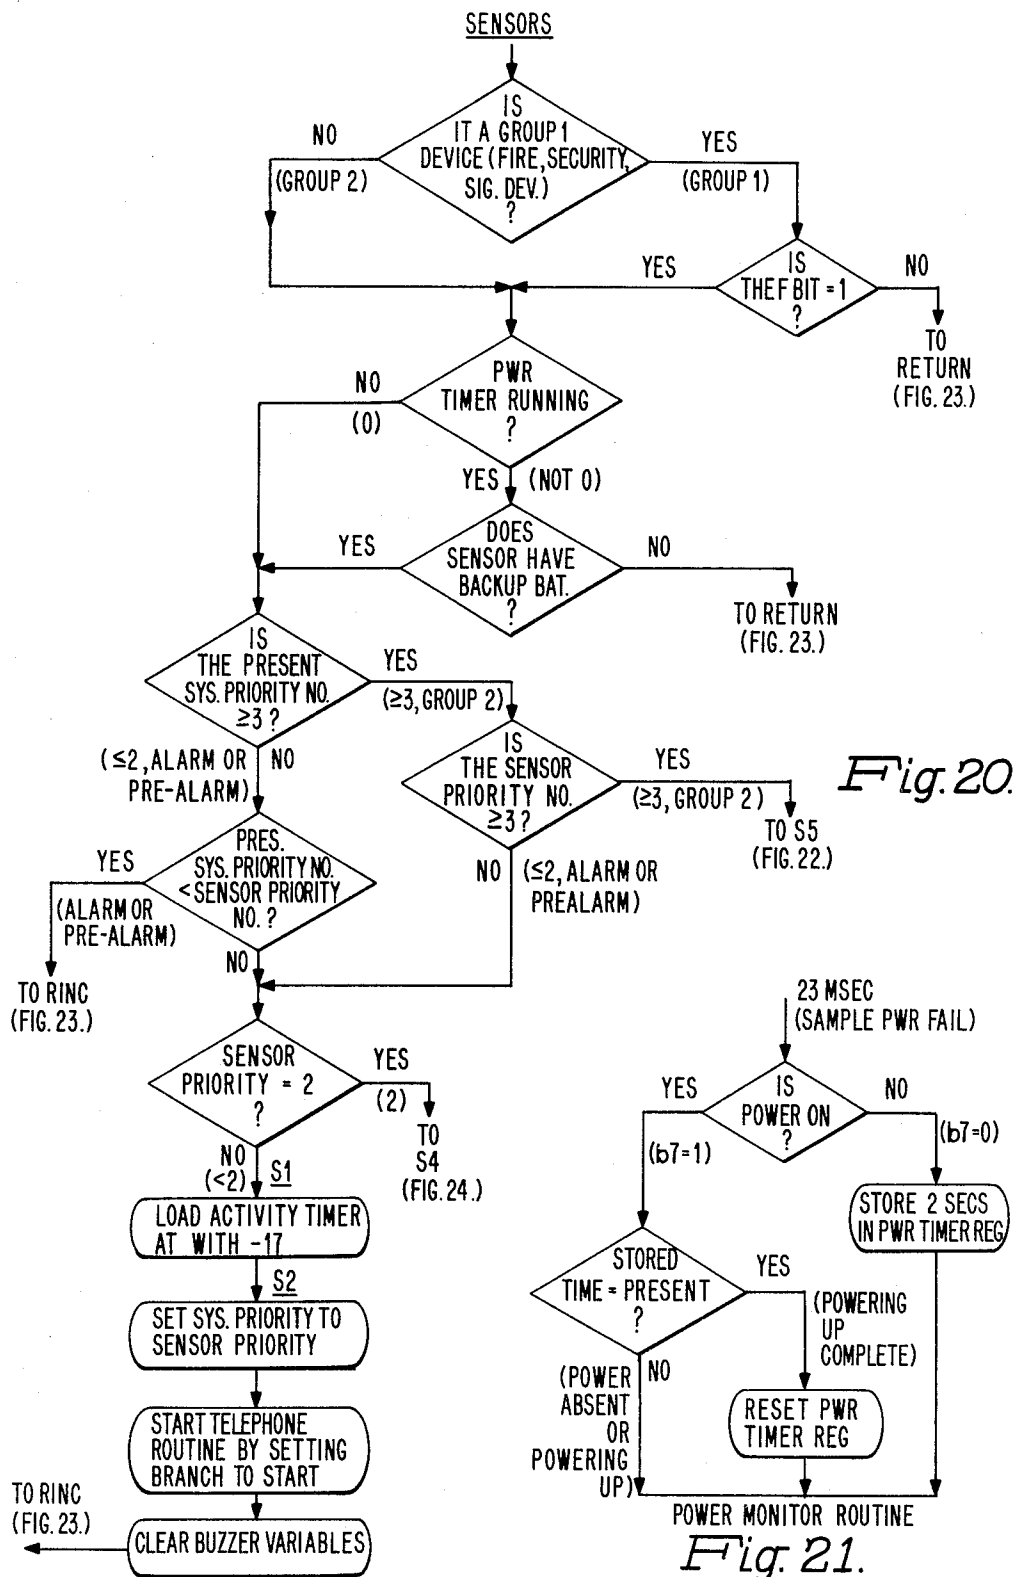 SENSORS
IS
IT A GROUP 1
DEVICE (FIRE, SECURITY,
SIG. DEV.)
?
NO
(GROUP 2)
YES
(GROUP 1)
IS
THE F BIT = 1
?
YES
NO
TO
RETURN
(FIG. 23.)
PWR
TIMER RUNNING
?
NO
(0)
YES
(NOT 0)
DOES
SENSOR HAVE
BACKUP BAT.
?
YES
NO
TO RETURN
(FIG. 23.)
IS
THE PRESENT
SYS. PRIORITY NO.
≥3?
YES
(≥3, GROUP 2)
(≤2, ALARM OR
PRE-ALARM)
NO
IS
THE SENSOR
PRIORITY NO.
≥3?
YES
(≥3, GROUP 2)
TO S5
(FIG. 22.)
Fig. 20.
PRES.
SYS. PRIORITY NO.
<SENSOR PRIORITY
NO. ?
YES
(ALARM OR
PRE-ALARM)
NO
(≤2, ALARM OR
PREALARM)
TO RINC
(FIG. 23.)
NO
SENSOR
PRIORITY = 2
?
YES
(2)
TO
S4
(FIG. 24.)
NO
(<2)
S1
LOAD ACTIVITY TIMER
AT WITH -17
S2
SET SYS. PRIORITY TO
SENSOR PRIORITY
START TELEPHONE
ROUTINE BY SETTING
BRANCH TO START
TO RINC
(FIG. 23.)
CLEAR BUZZER VARIABLES
23 MSEC
(SAMPLE PWR FAIL)
IS
POWER ON
?
YES
(b7=1)
NO
(b7=0)
STORE 2 SECS
IN PWR TIMER REG
STORED
TIME = PRESENT
?
YES
(POWERING
UP
COMPLETE)
NO
(POWER
ABSENT
OR
POWERING
UP)
RESET PWR
TIMER REG
POWER MONITOR ROUTINE
Fig. 21.